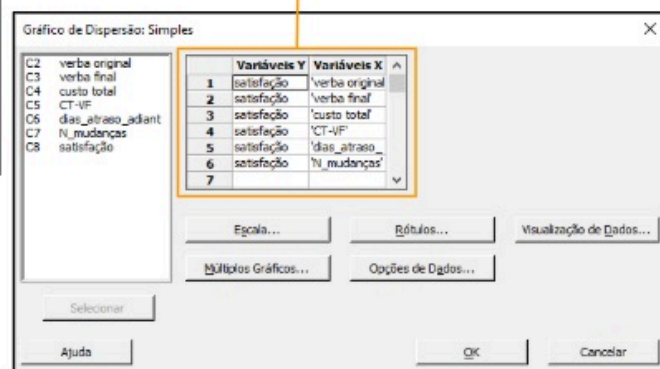 Gráfico de Dispersão: Simples
C2 verba original
C3 verba final
C4 custo total
C5 CT-VF
C6 dias_atraso_adiant
C7 N_mudanças
C8 satisfação
Variáveis Y Variáveis X
1 satisfação 'verba original
2 satisfação 'verba final'
3 satisfação 'custo total'
4 satisfação 'CT-VF'
5 satisfação 'dias_atraso_
6 satisfação 'N_mudanças'
7
Escala... Rótulos... Visualização de Dados...
Múltiplos Gráficos... Opções de Dados...
Selecionar
Ajuda OK Cancelar